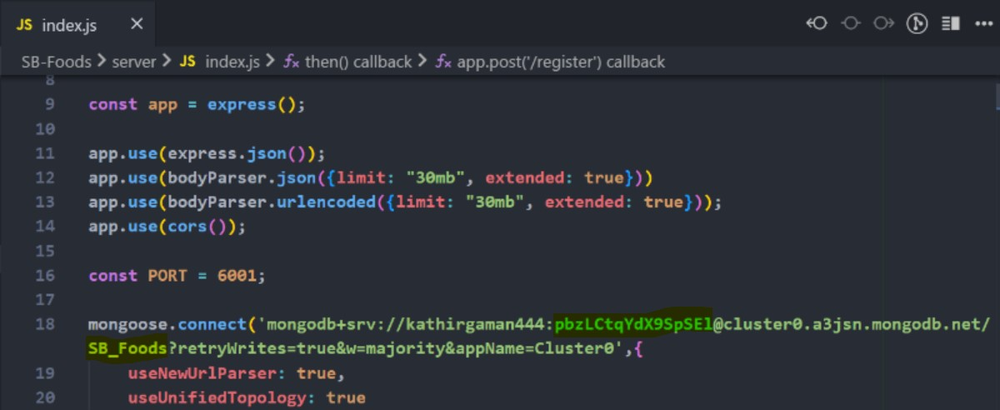 JS index.js ×
SB-Foods > server > JS index.js > then() callback > app.post('/register') callback
8
9 const app = express();
10
11 app.use(express.json());
12 app.use(bodyParser.json({limit: "30mb", extended: true}))
13 app.use(bodyParser.urlencoded({limit: "30mb", extended: true}));
14 app.use(cors());
15
16 const PORT = 6001;
17
18 mongoose.connect('mongodb+srv://kathirgaman444:pbzLCtqYdX9SpSEl@cluster0.a3jsn.mongodb.net/
SB_Foods?retryWrites=true&w=majority&appName=Cluster0',{
19 useNewUrlParser: true,
20 useUnifiedTopology: true